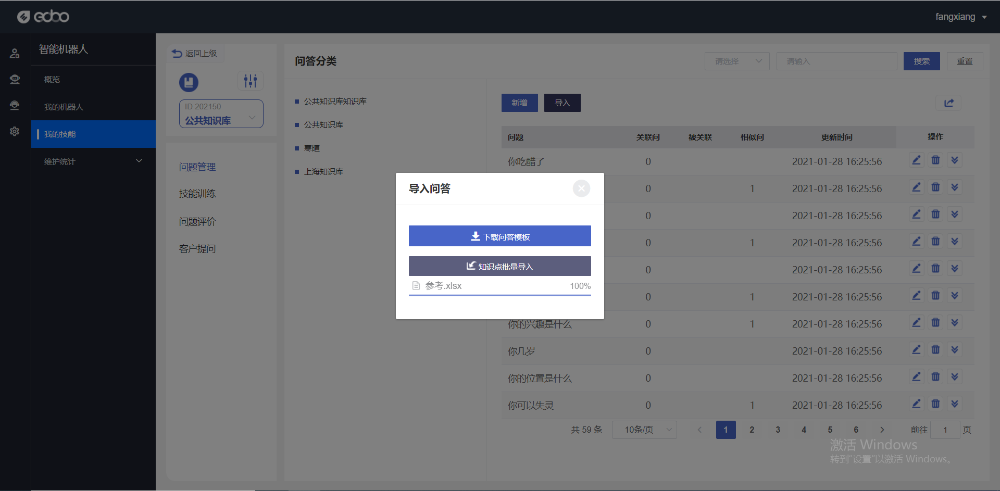 edoo
fangxiang
智能机器人
概览
我的机器人
我的技能
维护统计
返回上级
ID 202150
公共知识库
问题管理
技能训练
问题评价
客户提问
问答分类
请选择
请输入
搜索
重置
公共知识库知识库
公共知识库
寒暄
上海知识库
新增
导入
问题 关联问 被关联 相似问 更新时间 操作
你吃醋了 0 2021-01-28 16:25:56
0 1 2021-01-28 16:25:56
0 2021-01-28 16:25:56
0 1 2021-01-28 16:25:56
0 2021-01-28 16:25:56
0 1 2021-01-28 16:25:56
你的兴趣是什么 0 1 2021-01-28 16:25:56
你几岁 0 2021-01-28 16:25:56
你的位置是什么 0 2021-01-28 16:25:56
你可以失灵 0 1 2021-01-28 16:25:56
共 59 条 10条/页 1 2 3 4 5 6 前往 1 页
导入问答
下载问答模板
知识点批量导入
参考.xlsx 100%
激活 Windows
转到"设置"以激活 Windows。